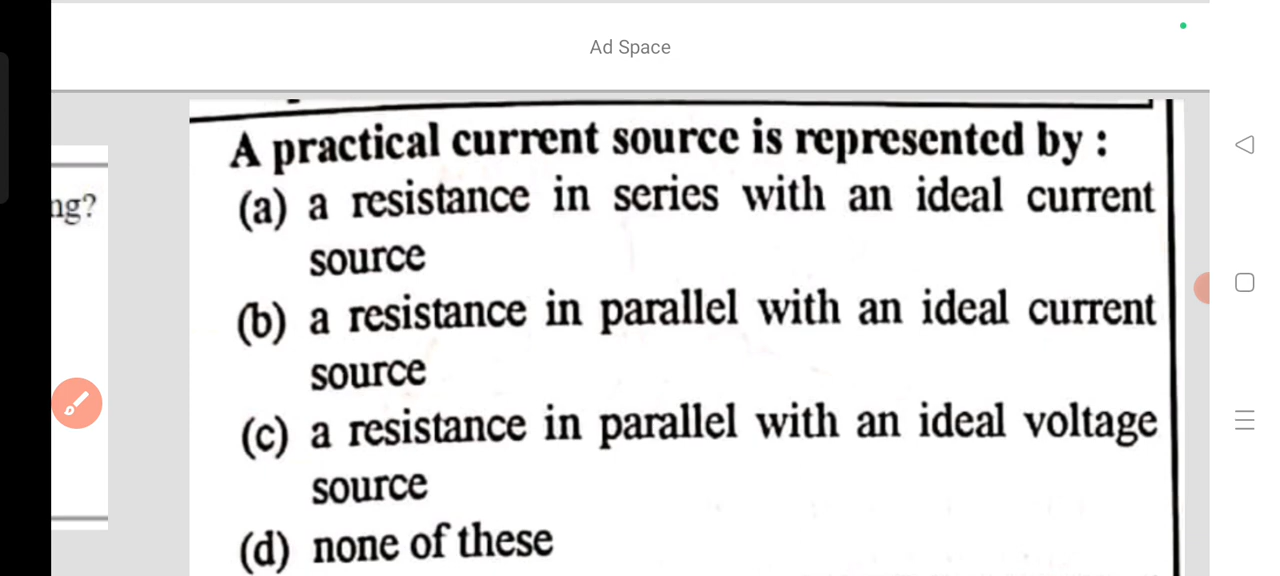 Ad Space
ng?
A practical current source is represented by :
(a) a resistance in series with an ideal current
source
(b) a resistance in parallel with an ideal current
source
(c) a resistance in parallel with an ideal voltage
source
(d) none of these